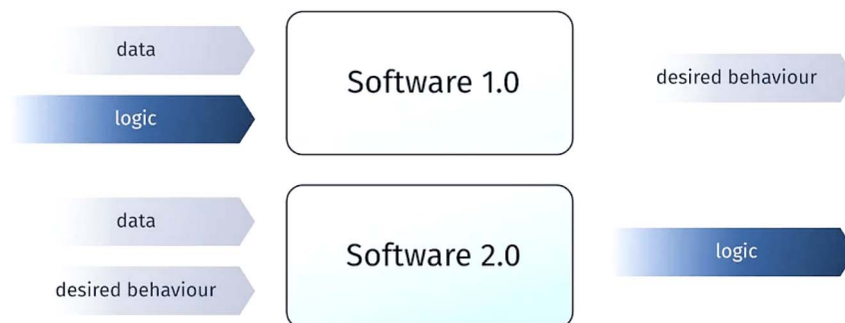 data
logic
Software 1.0
desired behaviour
data
desired behaviour
Software 2.0
logic